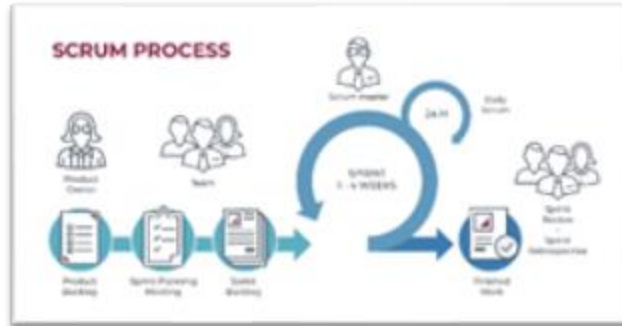 SCRUM PROCESS
Scrum master
24 H
Daily
Scrum
Product
Owner
Team
SPRINT
1 - 4 WEEKS
Sprint
Review
Sprint
Retrospective
Product
Backlog
Sprint Planning
Meeting
Sprint
Backlog
Finished
Work